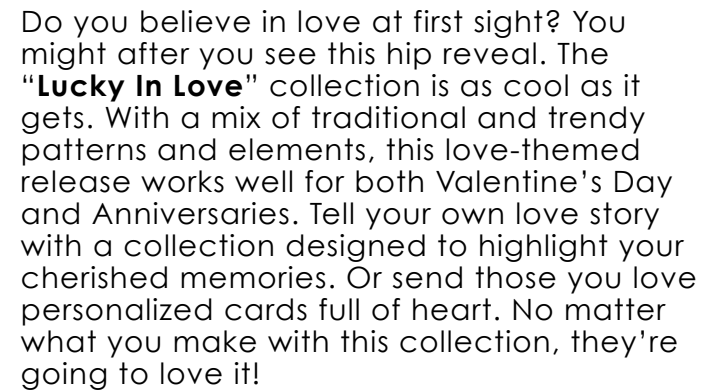 Do you believe in love at first sight? You
might after you see this hip reveal. The
“Lucky In Love” collection is as cool as it
gets. With a mix of traditional and trendy
patterns and elements, this love-themed
release works well for both Valentine’s Day
and Anniversaries. Tell your own love story
with a collection designed to highlight your
cherished memories. Or send those you love
personalized cards full of heart. No matter
what you make with this collection, they’re
going to love it!